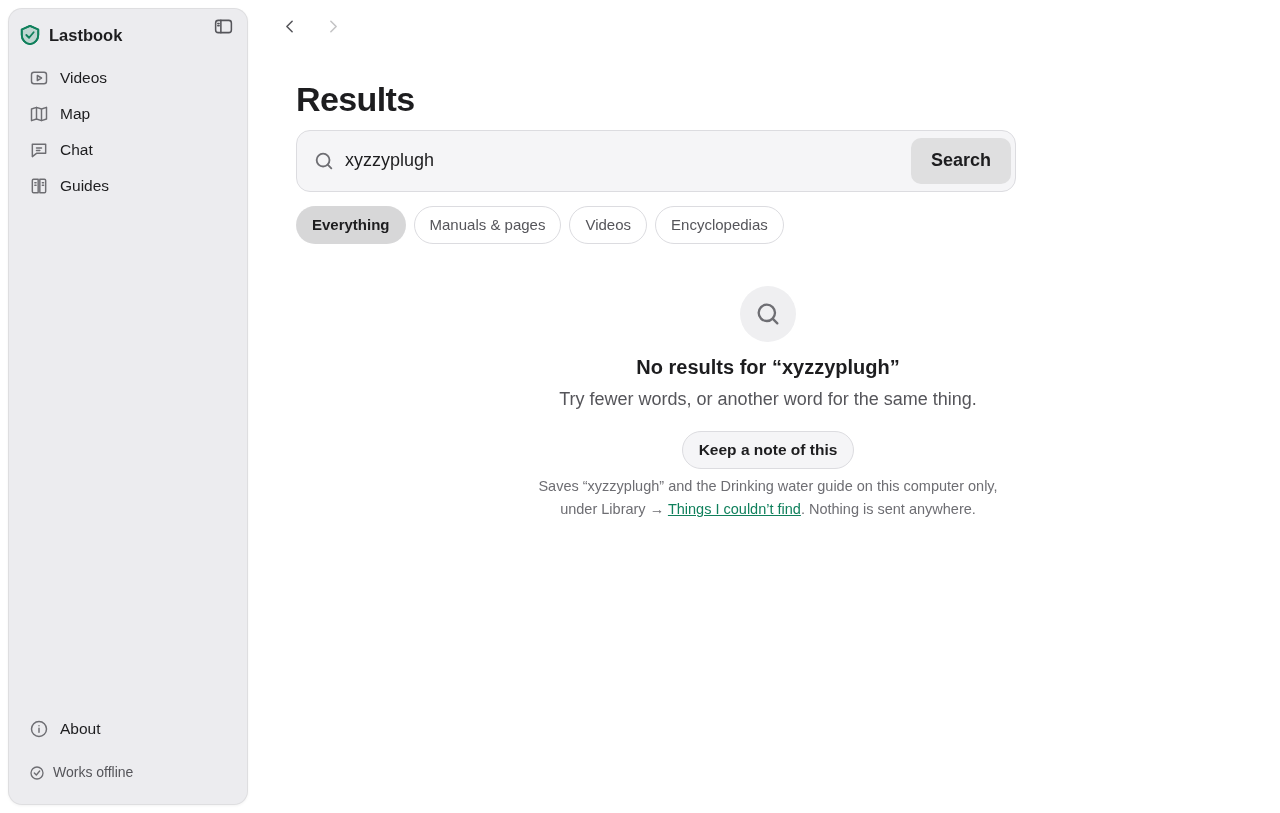 Lastbook
Videos
Map
Chat
Guides
About
Works offline
Results
xyzzyplugh
Search
Everything
Manuals & pages
Videos
Encyclopedias
No results for “xyzzyplugh”
Try fewer words, or another word for the same thing.
Keep a note of this
Saves “xyzzyplugh” and the Drinking water guide on this computer only,
under Library → Things I couldn’t find. Nothing is sent anywhere.